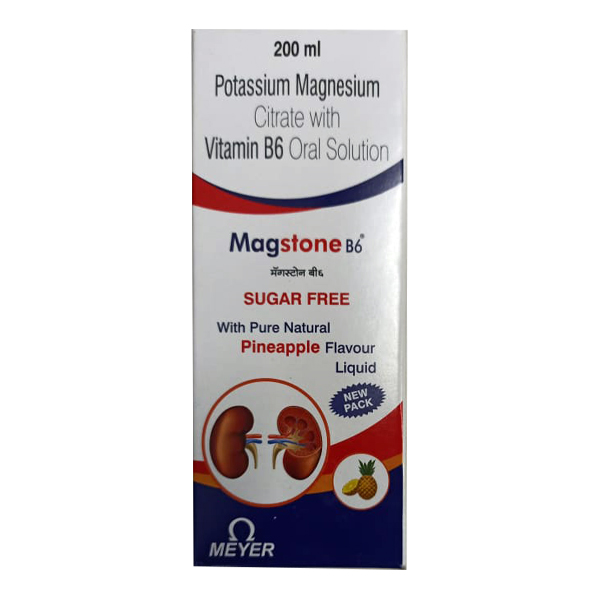 200 ml
Potassium Magnesium
Citrate with
Vitamin B6 Oral Solution
Magstone B6®
मॅगस्टोन बी६
SUGAR FREE
With Pure Natural
Pineapple Flavour
Liquid
NEW
PACK
MEYER